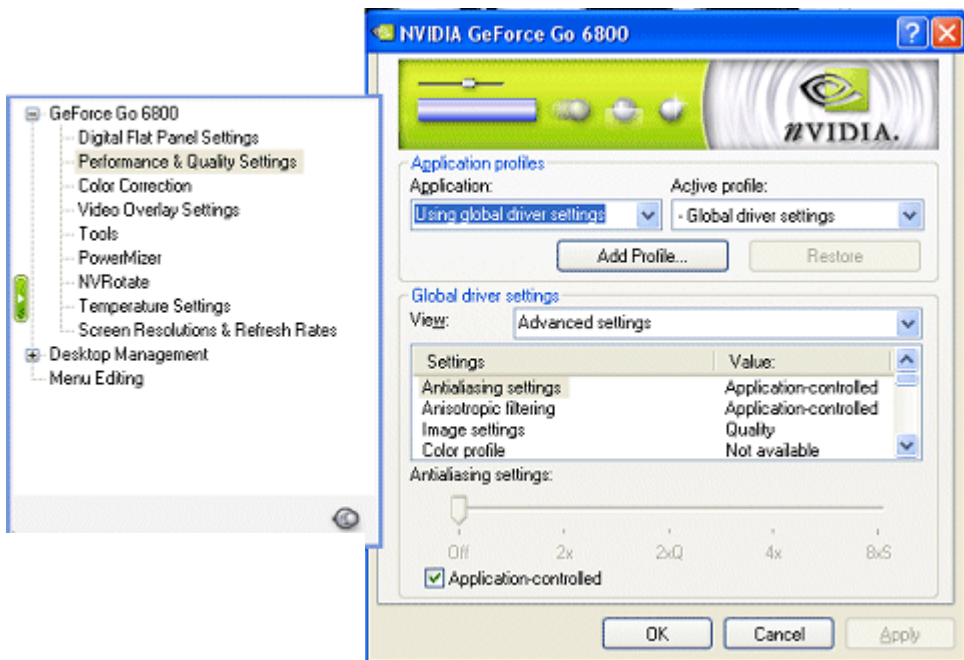 GeForce Go 6800
Digital Flat Panel Settings
Performance & Quality Settings
Color Correction
Video Overlay Settings
Tools
PowerMizer
NVRotate
Temperature Settings
Screen Resolutions & Refresh Rates
Desktop Management
Menu Editing
NVIDIA GeForce Go 6800
nVIDIA.
Application profiles
Application: Active profile:
Using global driver settings - Global driver settings
Add Profile... Restore
Global driver settings
View: Advanced settings
Settings Value:
Antialiasing settings Application-controlled
Anisotropic filtering Application-controlled
Image settings Quality
Color profile Not available
Antialiasing settings:
Off 2x 2xQ 4x 8xS
Application-controlled
OK Cancel Apply